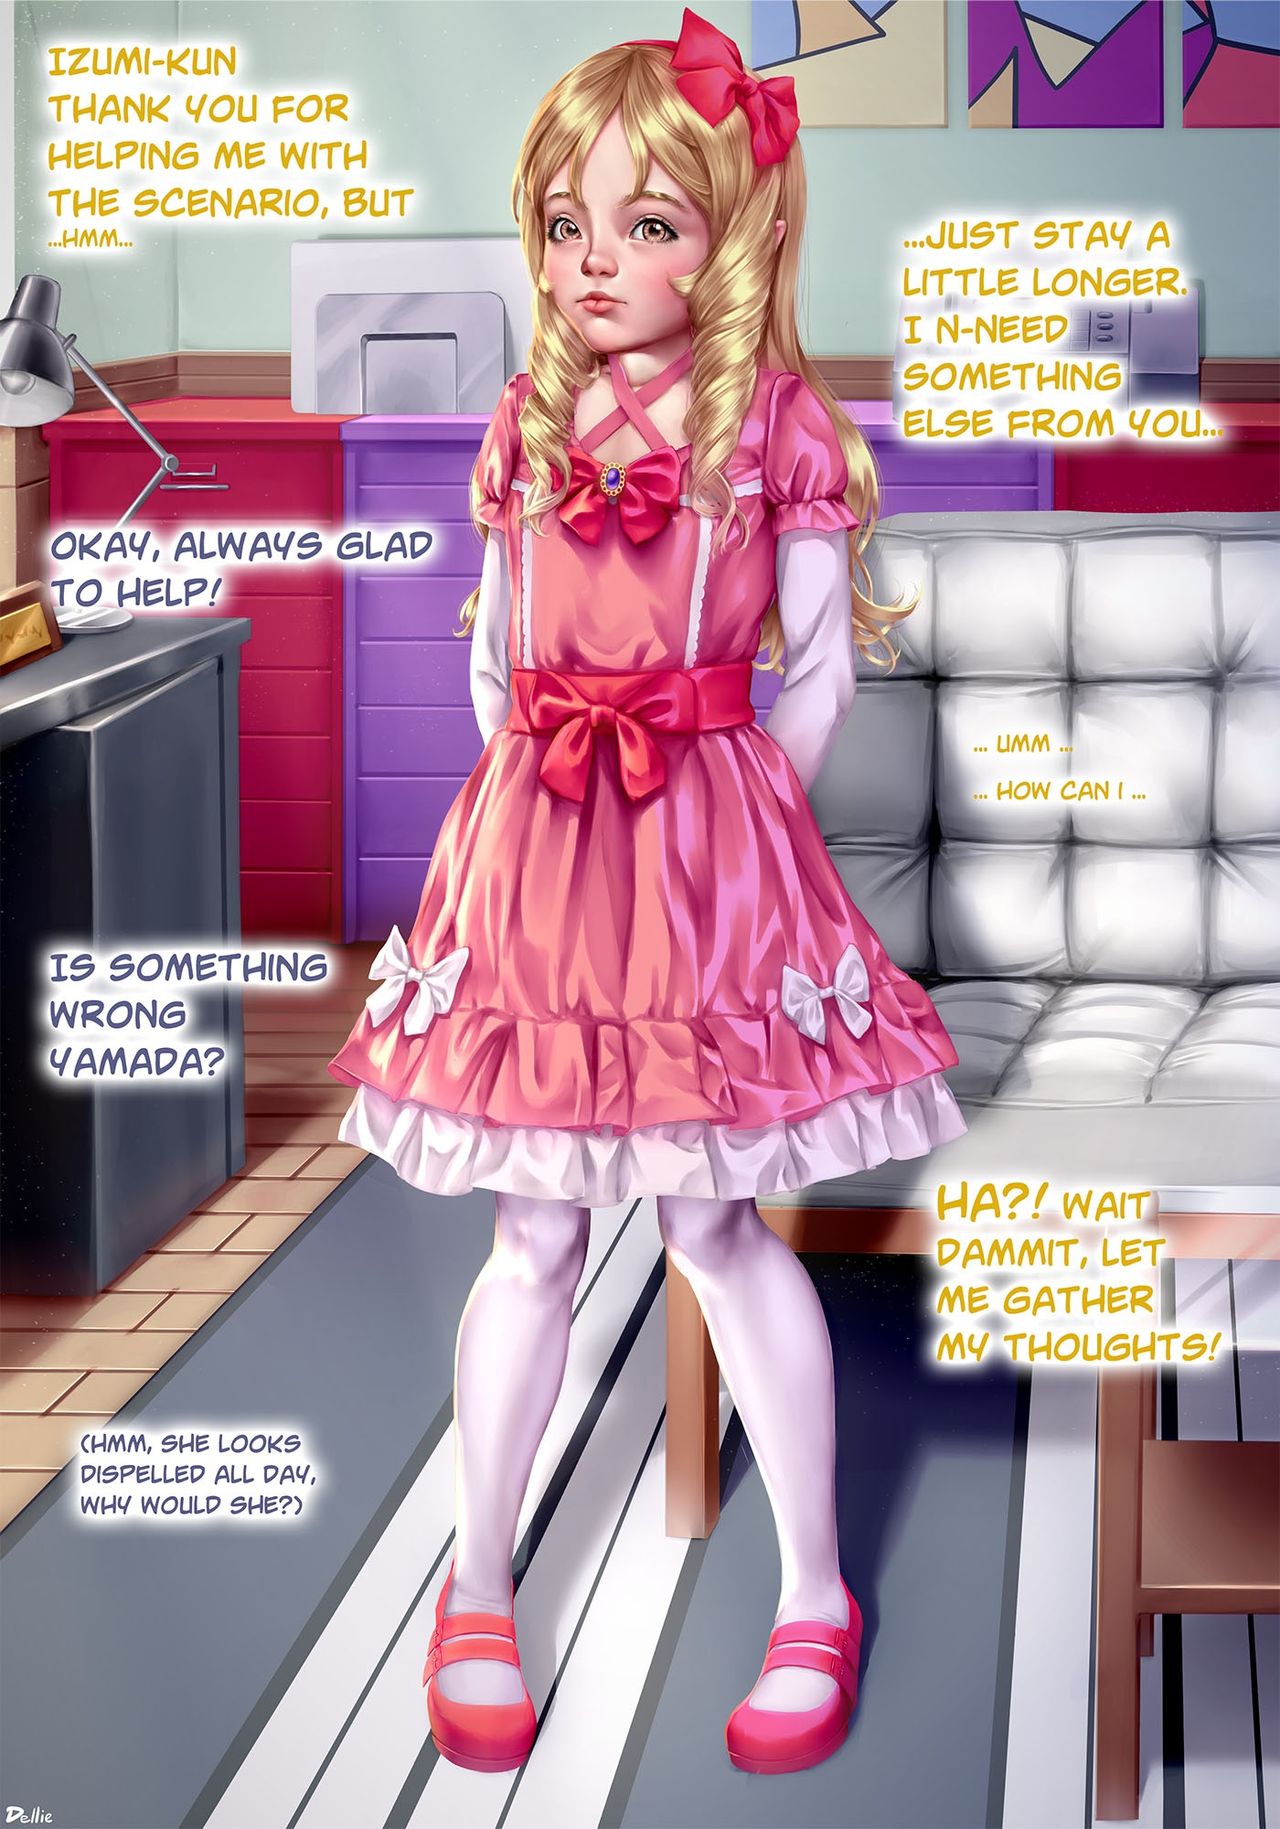 IZUMI-KUN
THANK YOU FOR
HELPING ME WITH
THE SCENARIO, BUT
...HMM...
...JUST STAY A
LITTLE LONGER.
I N-NEED
SOMETHING
ELSE FROM YOU...
OKAY, ALWAYS GLAD
TO HELP!
... UMM ...
... HOW CAN I ...
IS SOMETHING
WRONG
YAMADA?
HA?! WAIT
DAMMIT, LET
ME GATHER
MY THOUGHTS!
(HMM, SHE LOOKS
DISPELLED ALL DAY,
WHY WOULD SHE?)
Dellie